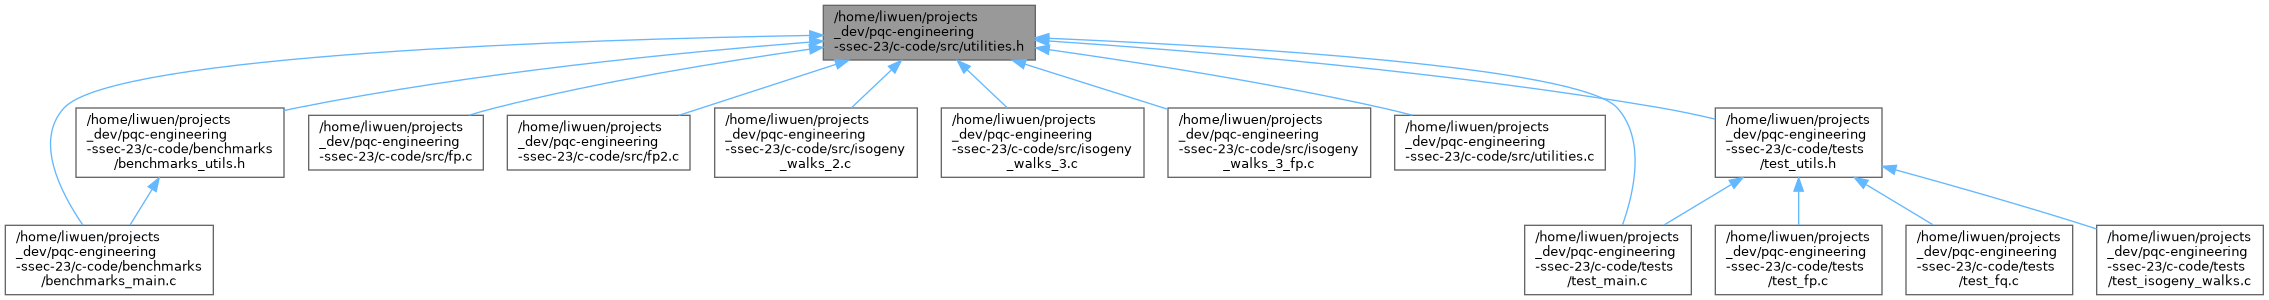 /home/liwuen/projects
_dev/pqc-engineering
-ssec-23/c-code/src/utilities.h
/home/liwuen/projects
_dev/pqc-engineering
-ssec-23/c-code/benchmarks
/benchmarks_utils.h
/home/liwuen/projects
_dev/pqc-engineering
-ssec-23/c-code/src/fp.c
/home/liwuen/projects
_dev/pqc-engineering
-ssec-23/c-code/src/fp2.c
/home/liwuen/projects
_dev/pqc-engineering
-ssec-23/c-code/src/isogeny
_walks_2.c
/home/liwuen/projects
_dev/pqc-engineering
-ssec-23/c-code/src/isogeny
_walks_3.c
/home/liwuen/projects
_dev/pqc-engineering
-ssec-23/c-code/src/isogeny
_walks_3_fp.c
/home/liwuen/projects
_dev/pqc-engineering
-ssec-23/c-code/src/utilities.c
/home/liwuen/projects
_dev/pqc-engineering
-ssec-23/c-code/tests
/test_utils.h
/home/liwuen/projects
_dev/pqc-engineering
-ssec-23/c-code/benchmarks
/benchmarks_main.c
/home/liwuen/projects
_dev/pqc-engineering
-ssec-23/c-code/tests
/test_main.c
/home/liwuen/projects
_dev/pqc-engineering
-ssec-23/c-code/tests
/test_fp.c
/home/liwuen/projects
_dev/pqc-engineering
-ssec-23/c-code/tests
/test_fq.c
/home/liwuen/projects
_dev/pqc-engineering
-ssec-23/c-code/tests
/test_isogeny_walks.c